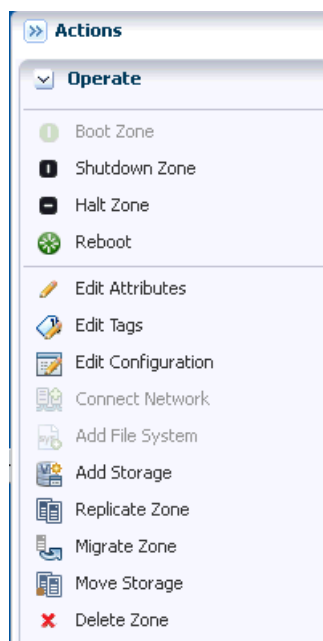 Actions
Operate
Boot Zone
Shutdown Zone
Halt Zone
Reboot
Edit Attributes
Edit Tags
Edit Configuration
Connect Network
Add File System
Add Storage
Replicate Zone
Migrate Zone
Move Storage
Delete Zone